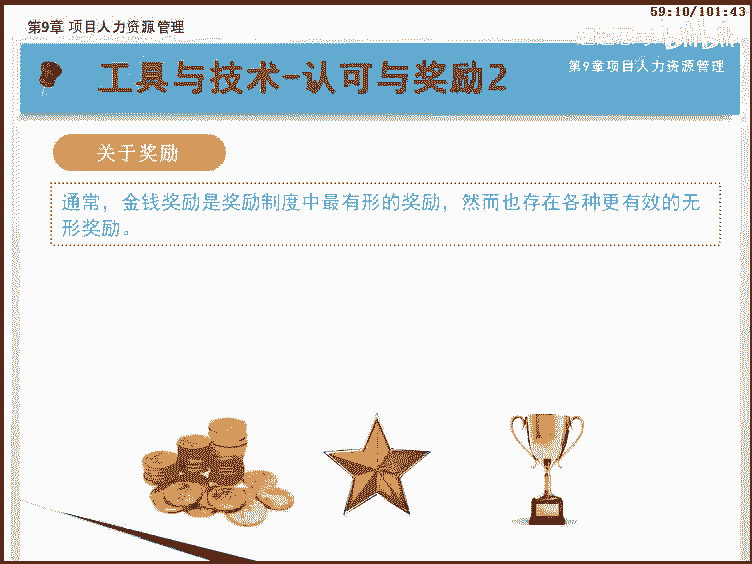 59:10/101:43
第9章 项目人力资源管理
工具与技术-认可与奖励2
第9章项目人力资源管理
关于奖励
通常，金钱奖励是奖励制度中最有形的奖励，然而也存在各种更有效的无
形奖励。